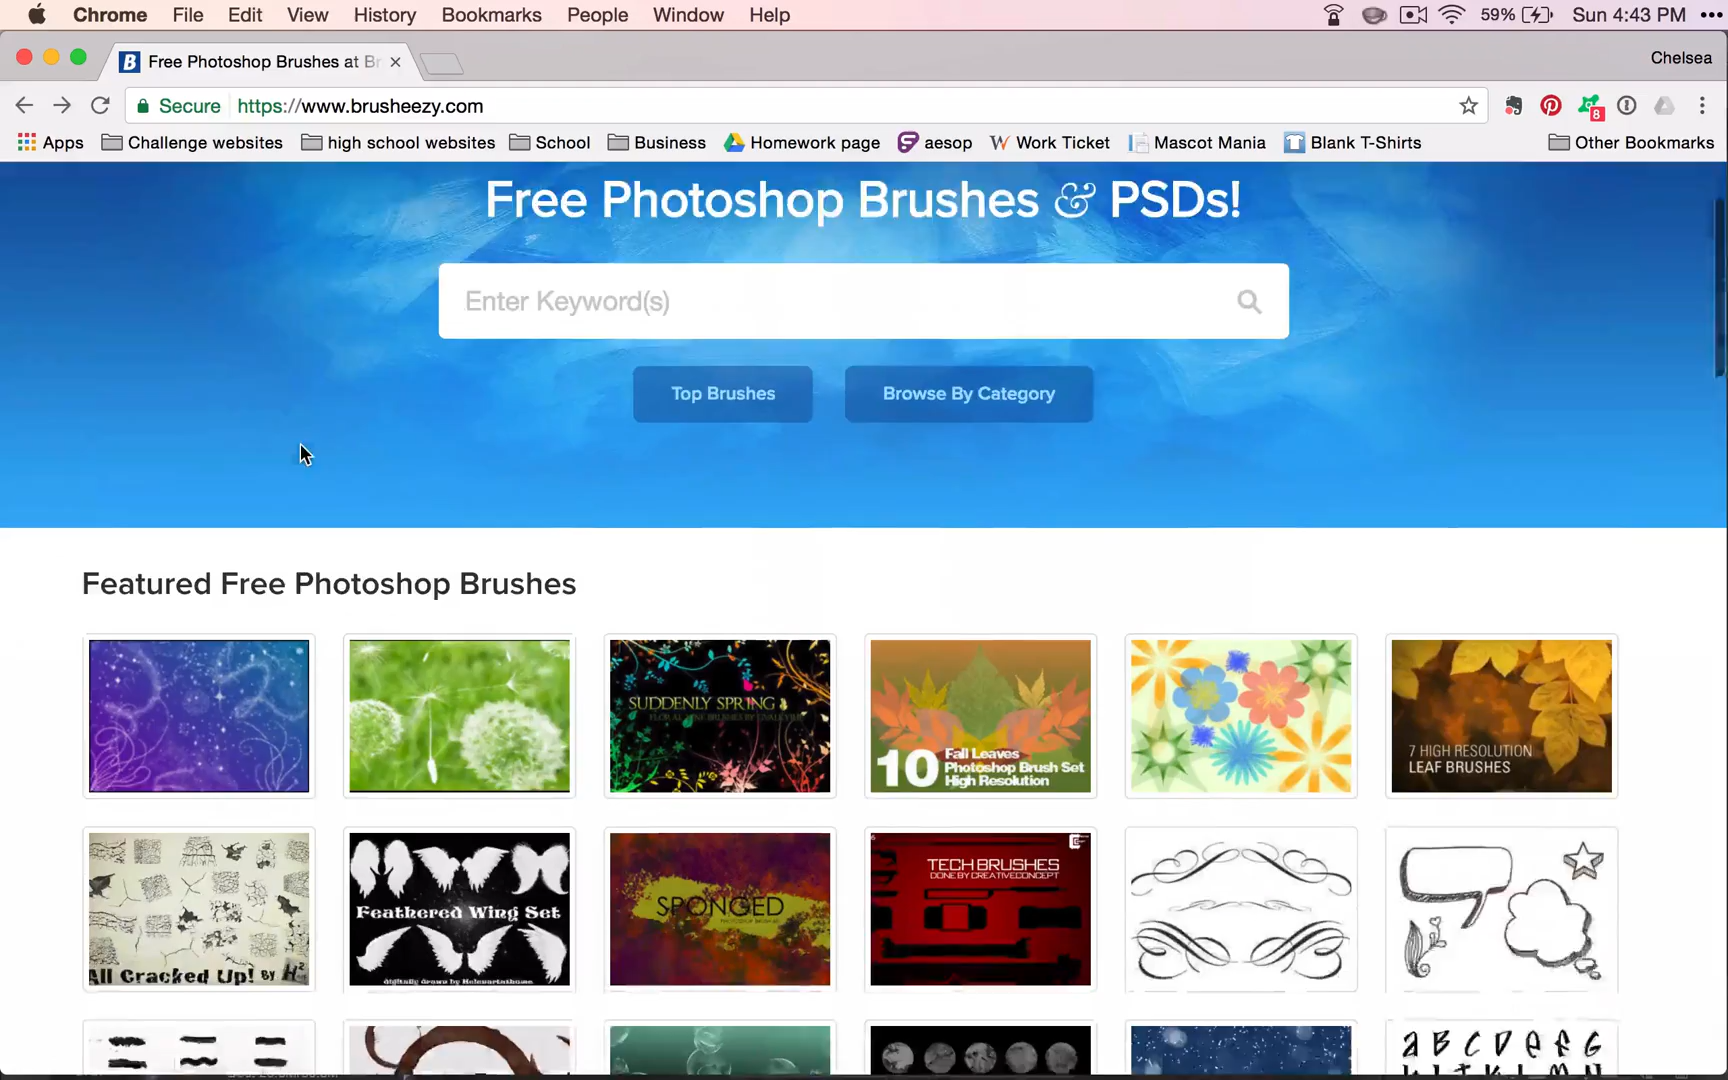 Chrome File Edit View History Bookmarks People Window Help 59% Sun 4:43 PM
B Free Photoshop Brushes at Br Chelsea
Secure https://www.brusheezy.com 8
Apps Challenge websites high school websites School Business Homework page aesop Work Ticket Mascot Mania Blank T-Shirts Other Bookmarks
Free Photoshop Brushes & PSDs!
Enter Keyword(s)
Top Brushes Browse By Category
Featured Free Photoshop Brushes
SUDDENLY SPRING
10 Fall Leaves
Photoshop Brush Set
High Resolution
7 HIGH RESOLUTION
LEAF BRUSHES
All Cracked Up! By H2
Feathered Wing Set
SPONGED
TECH BRUSHES
DONE BY CREATIVECONCEPT
A B C D E F G